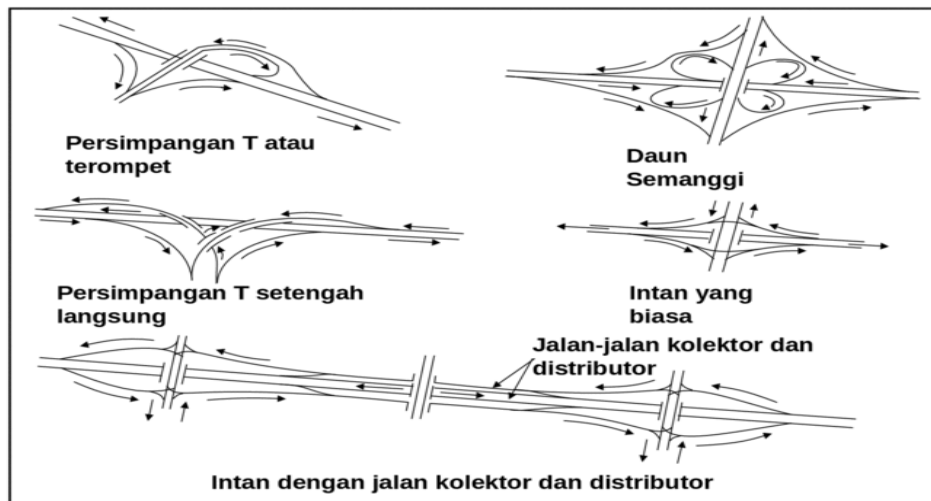 Persimpangan T atau
terompet
Daun
Semanggi
Persimpangan T setengah
langsung
Intan yang
biasa
Jalan-jalan kolektor dan
distributor
Intan dengan jalan kolektor dan distributor